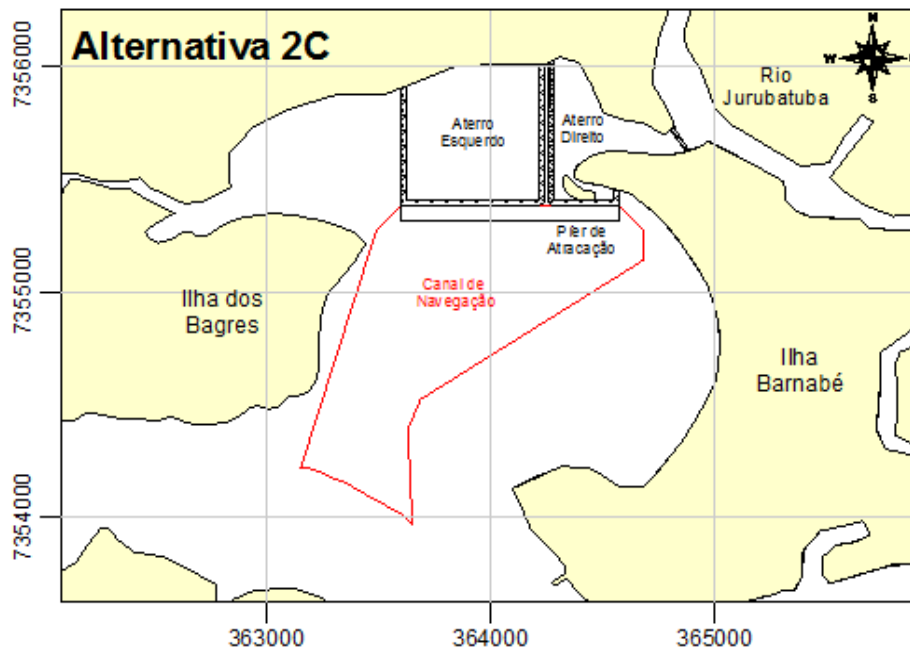 Alternativa 2C
N
W
S
Rio
Jurubatuba
Aterro
Esquerdo
Aterro
Direito
Píer de
Atracação
Canal de
Navegação
Ilha dos
Bagres
Ilha
Barnabé
7356000
7355000
7354000
363000
364000
365000